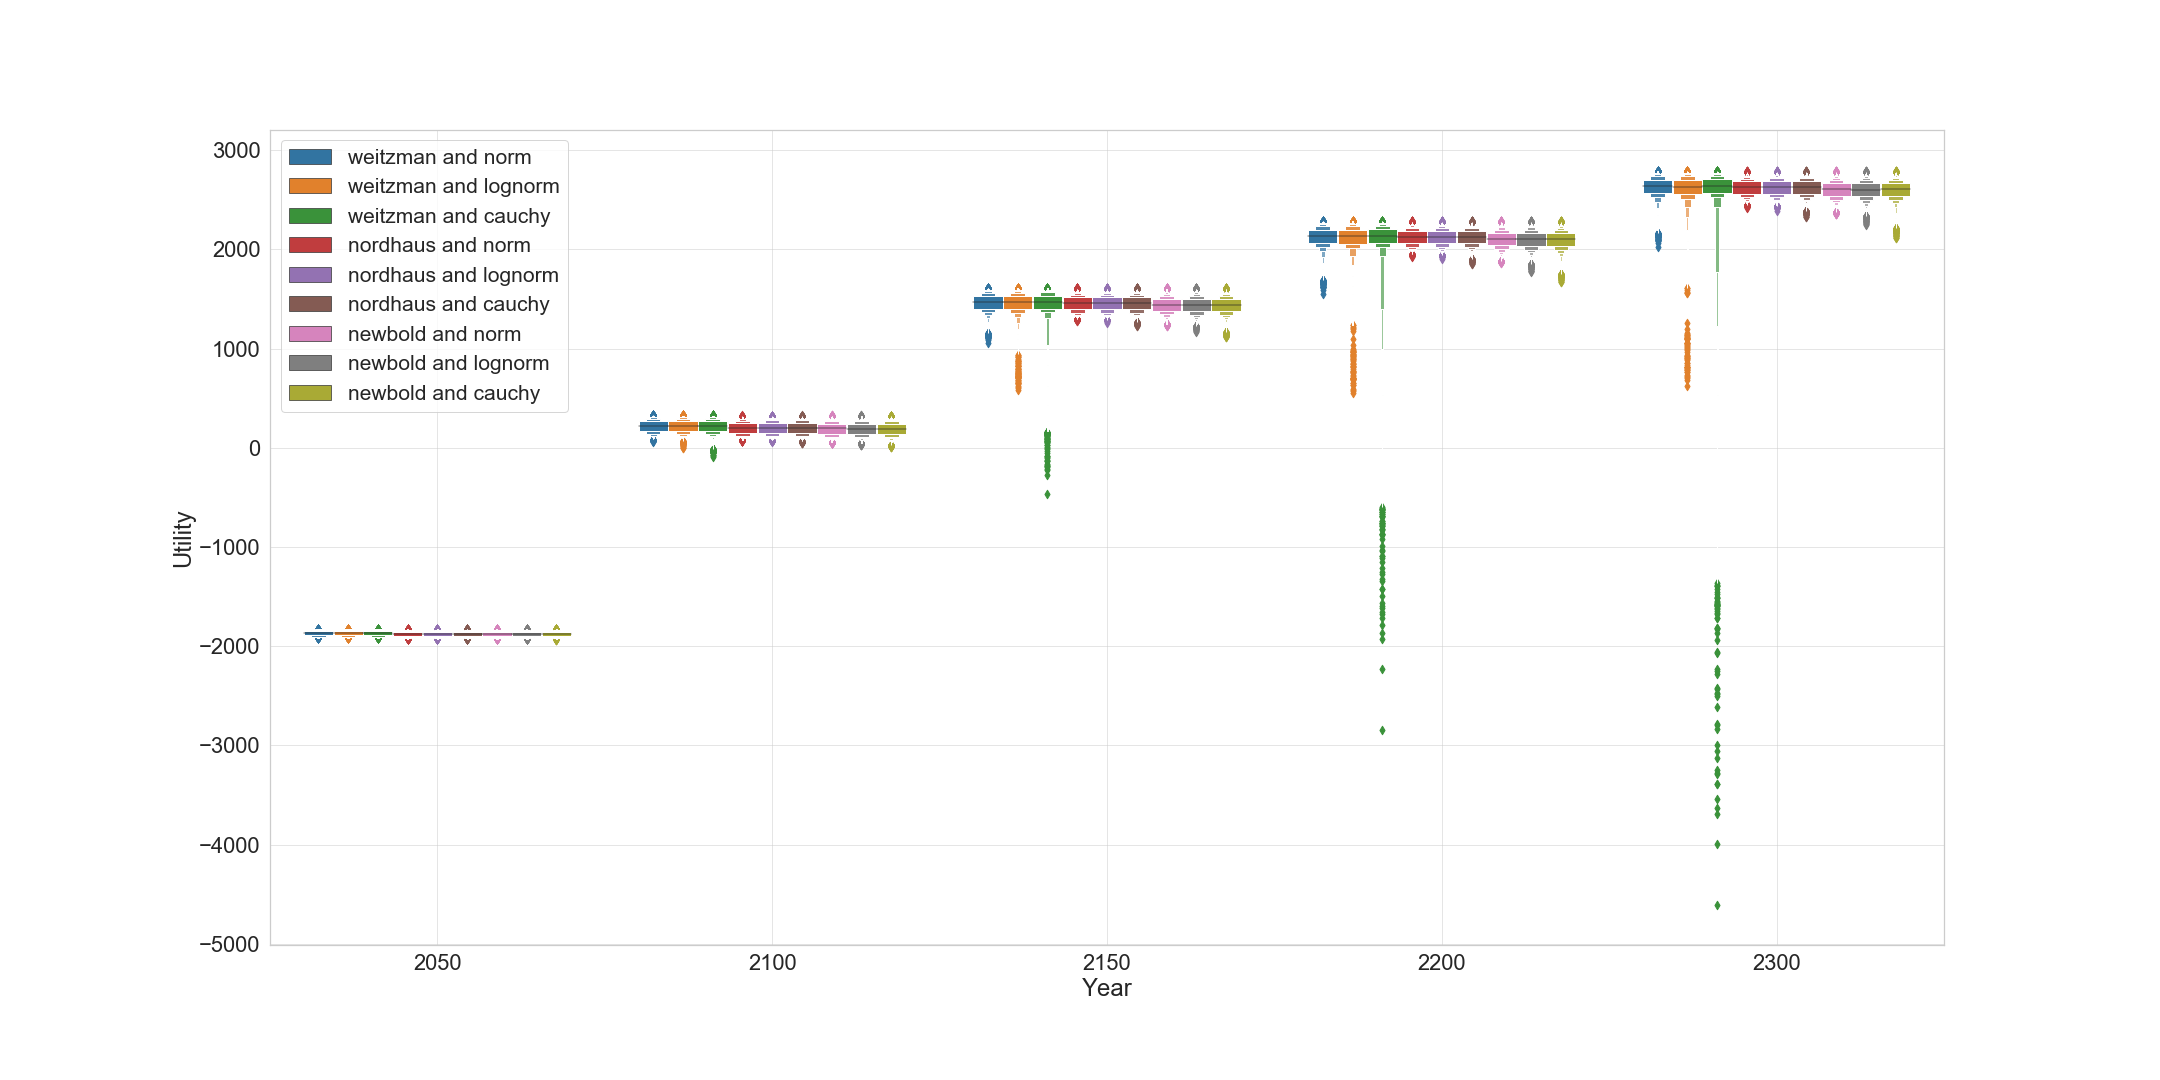 3000
2000
1000
0
−1000
−2000
−3000
−4000
−5000
Utility
weitzman and norm
weitzman and lognorm
weitzman and cauchy
nordhaus and norm
nordhaus and lognorm
nordhaus and cauchy
newbold and norm
newbold and lognorm
newbold and cauchy
2050 2100 2150 2200 2300
Year